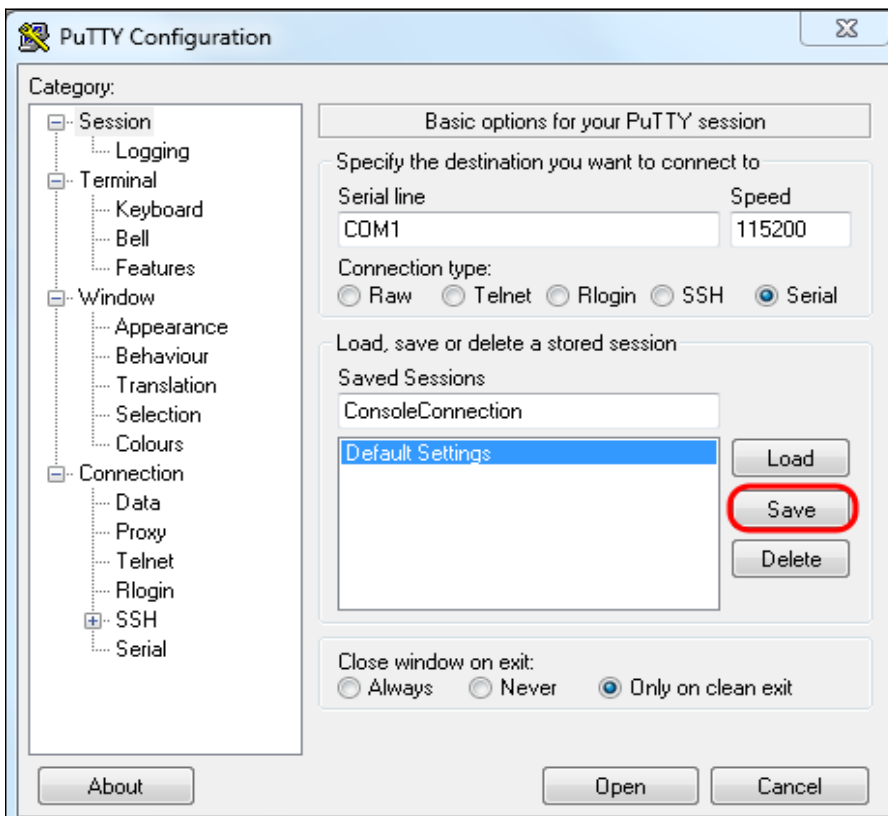 PuTTY Configuration
Category:
Session
Logging
Terminal
Keyboard
Bell
Features
Window
Appearance
Behaviour
Translation
Selection
Colours
Connection
Data
Proxy
Telnet
Rlogin
SSH
Serial
Basic options for your PuTTY session
Specify the destination you want to connect to
Serial line Speed
COM1 115200
Connection type:
Raw Telnet Rlogin SSH Serial
Load, save or delete a stored session
Saved Sessions
ConsoleConnection
Default Settings
Load
Save
Delete
Close window on exit:
Always Never Only on clean exit
About Open Cancel